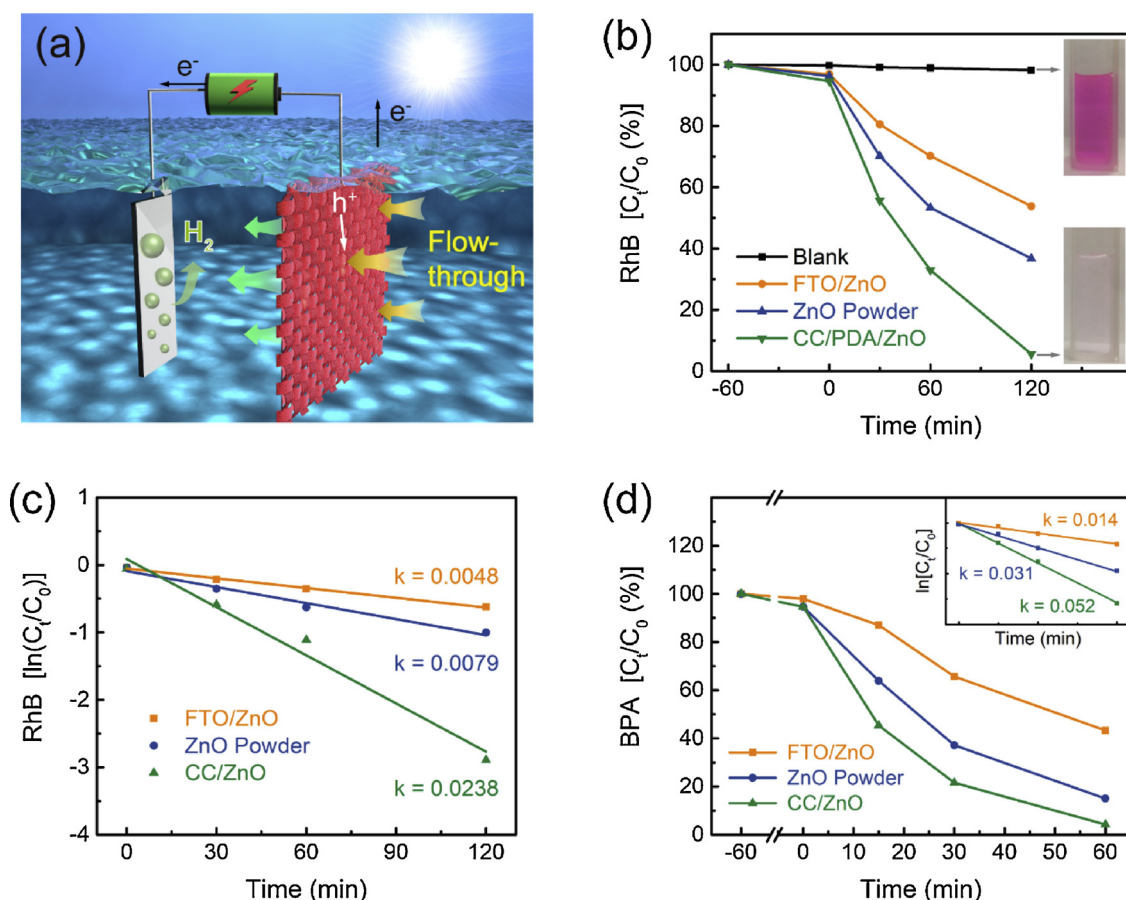 (a)
e⁻
e⁻
h⁺
H₂
Flow-
through
(b)
RhB [Cₜ/C₀ (%)]
100
80
60
40
20
0
Blank
FTO/ZnO
ZnO Powder
CC/PDA/ZnO
-60
0
60
120
Time (min)
(c)
RhB [ln(Cₜ/C₀)]
1
0
-1
-2
-3
-4
k = 0.0048
k = 0.0079
FTO/ZnO
ZnO Powder
CC/ZnO
k = 0.0238
0
30
60
90
120
Time (min)
(d)
BPA [Cₜ/C₀ (%)]
120
100
80
60
40
20
0
ln[Cₜ/C₀]
k = 0.014
k = 0.031
k = 0.052
Time (min)
FTO/ZnO
ZnO Powder
CC/ZnO
-60
0
10
20
30
40
50
60
Time (min)